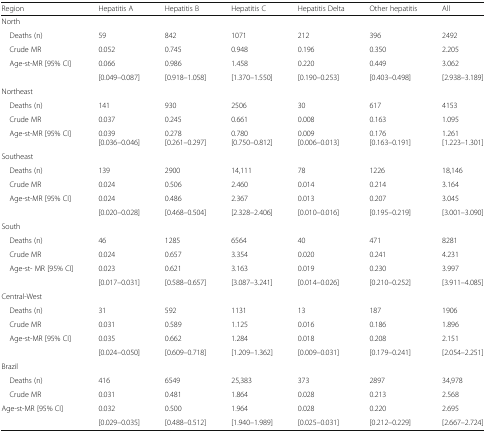 Region Hepatitis A Hepatitis B Hepatitis C Hepatitis Delta Other hepatitis All
North
Deaths (n) 59 842 1071 212 396 2492
Crude MR 0.052 0.745 0.948 0.196 0.350 2.205
Age-st-MR [95% CI] 0.066 0.986 1.458 0.220 0.449 3.062
[0.049–0.087] [0.918–1.058] [1.370–1.550] [0.190–0.253] [0.403–0.498] [2.938–3.189]
Northeast
Deaths (n) 141 930 2506 30 617 4153
Crude MR 0.037 0.245 0.661 0.008 0.163 1.095
Age-st-MR [95% CI] 0.039 0.278 0.780 0.009 0.176 1.261
[0.036–0.046] [0.261–0.297] [0.750–0.812] [0.006–0.013] [0.163–0.191] [1.223–1.301]
Southeast
Deaths (n) 139 2900 14,111 78 1226 18,146
Crude MR 0.024 0.506 2.460 0.014 0.214 3.164
Age-st-MR [95% CI] 0.024 0.486 2.367 0.013 0.207 3.045
[0.020–0.028] [0.468–0.504] [2.328–2.406] [0.010–0.016] [0.195–0.219] [3.001–3.090]
South
Deaths (n) 46 1285 6564 40 471 8281
Crude MR 0.024 0.657 3.354 0.020 0.241 4.231
Age-st- MR [95% CI] 0.023 0.621 3.163 0.019 0.230 3.997
[0.017–0.031] [0.588–0.657] [3.087–3.241] [0.014–0.026] [0.210–0.252] [3.911–4.085]
Central-West
Deaths (n) 31 592 1131 13 187 1906
Crude MR 0.031 0.589 1.125 0.016 0.186 1.896
Age-st-MR [95% CI] 0.035 0.662 1.284 0.018 0.208 2.151
[0.024–0.050] [0.609–0.718] [1.209–1.362] [0.009–0.031] [0.179–0.241] [2.054–2.251]
Brazil
Deaths (n) 416 6549 25,383 373 2897 34,978
Crude MR 0.031 0.481 1.864 0.028 0.213 2.568
Age-st-MR [95% CI] 0.032 0.500 1.964 0.028 0.220 2.695
[0.029–0.035] [0.488–0.512] [1.940–1.989] [0.025–0.031] [0.212–0.229] [2.667–2.724]